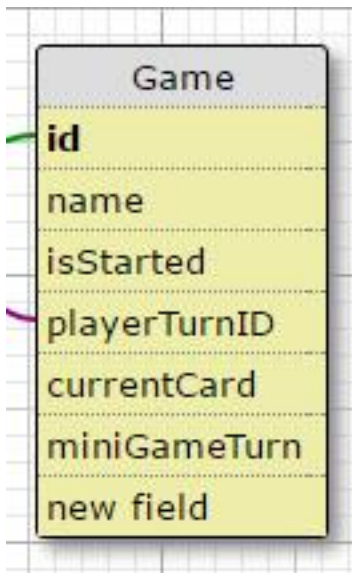 Game
id
name
isStarted
playerTurnID
currentCard
miniGameTurn
new field